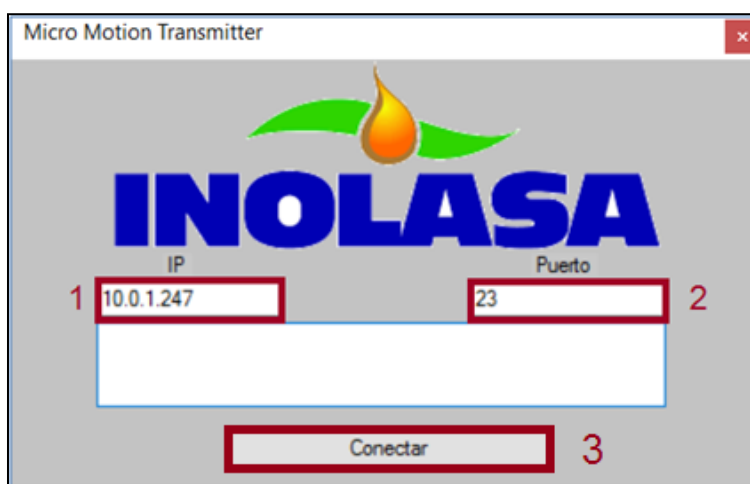 Micro Motion Transmitter
×
INOLASA
IP Puerto
1 10.0.1.247 23 2
Conectar 3